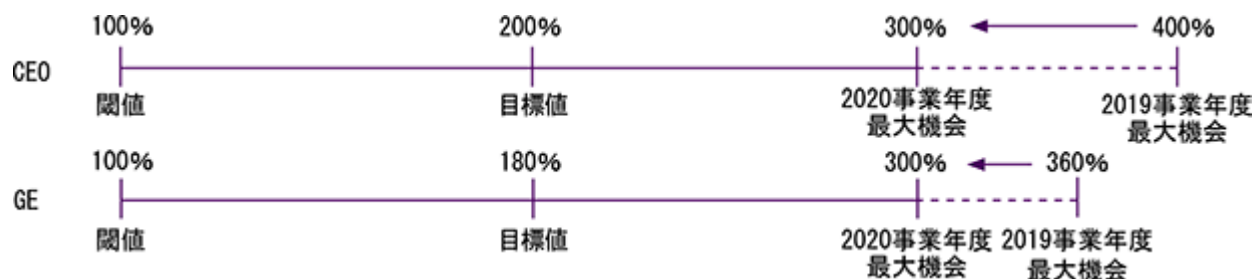 100% 200% 300% 400%
CEO
閾値 目標値 2020事業年度 2019事業年度
最大機会 最大機会
100% 180% 300% 360%
GE
閾値 目標値 2020事業年度 2019事業年度
最大機会 最大機会